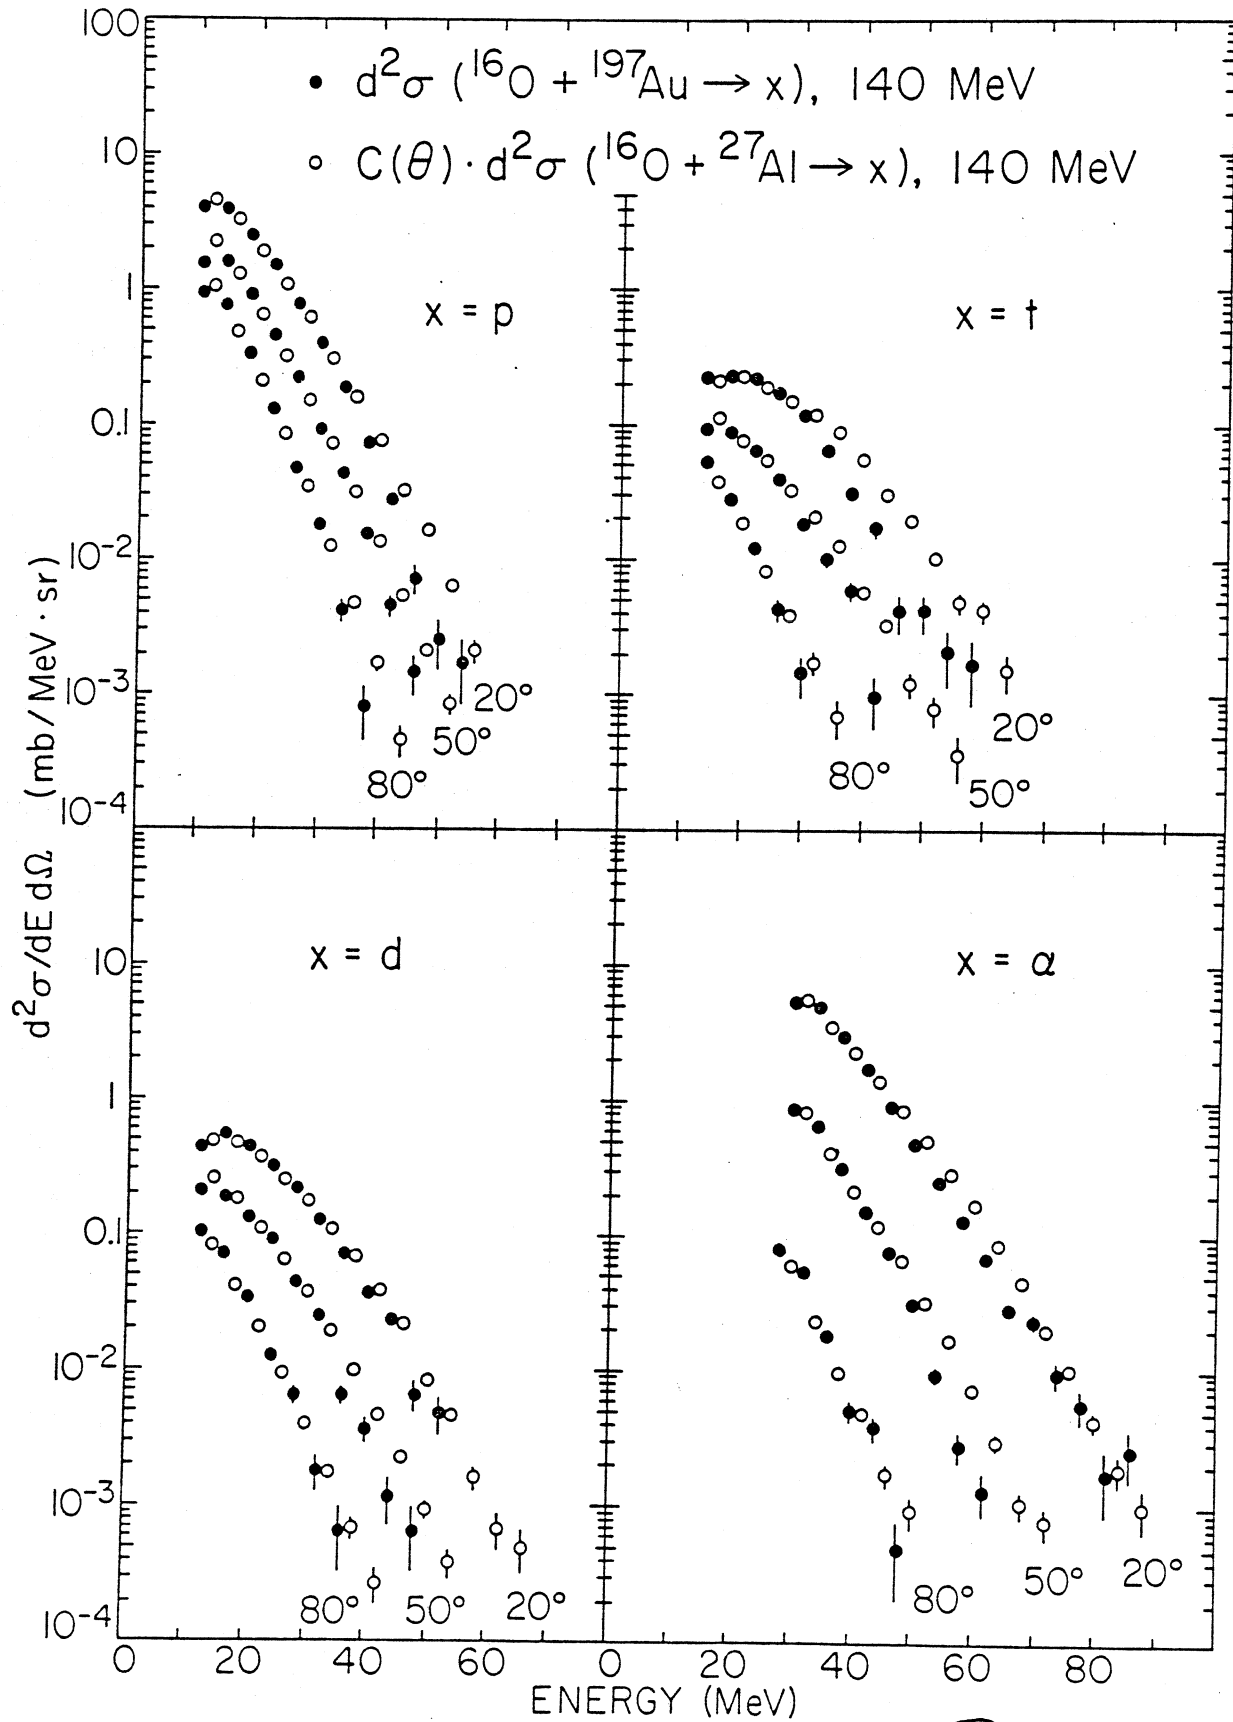 ● d²σ (¹⁶O + ¹⁹⁷Au → x), 140 MeV
○ C(θ) · d²σ (¹⁶O + ²⁷Al → x), 140 MeV
100
10
1
0.1
10⁻²
10⁻³
10⁻⁴
x = p
20°
50°
80°
x = t
20°
80°
50°
d²σ/dE dΩ (mb/MeV · sr)
10
1
0.1
10⁻²
10⁻³
10⁻⁴
x = d
80°
50°
20°
x = α
20°
50°
80°
0 20 40 60 0 20 40 60 80
ENERGY (MeV)